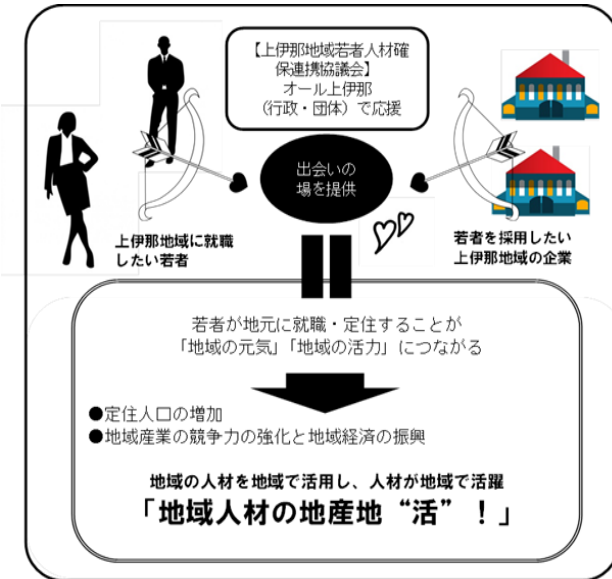 【上伊那地域若者人材確
保連携協議会】
オール上伊那
（行政・団体）で応援
出会いの
場を提供
上伊那地域に就職
したい若者
若者を採用したい
上伊那地域の企業
若者が地元に就職・定住することが
「地域の元気」「地域の活力」につながる
●定住人口の増加
●地域産業の競争力の強化と地域経済の振興
地域の人材を地域で活用し、人材が地域で活躍
「地域人材の地産地“活”！」